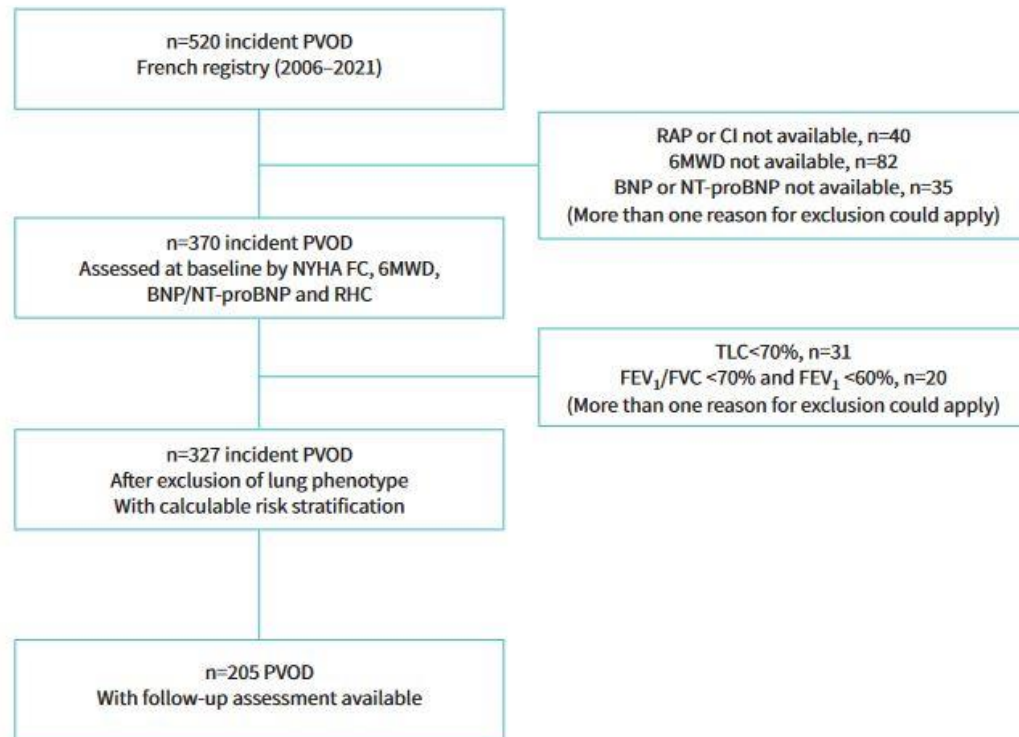 n=520 incident PVOD
French registry (2006–2021)
RAP or CI not available, n=40
6MWD not available, n=82
BNP or NT-proBNP not available, n=35
(More than one reason for exclusion could apply)
n=370 incident PVOD
Assessed at baseline by NYHA FC, 6MWD,
BNP/NT-proBNP and RHC
TLC<70%, n=31
FEV₁/FVC <70% and FEV₁ <60%, n=20
(More than one reason for exclusion could apply)
n=327 incident PVOD
After exclusion of lung phenotype
With calculable risk stratification
n=205 PVOD
With follow-up assessment available